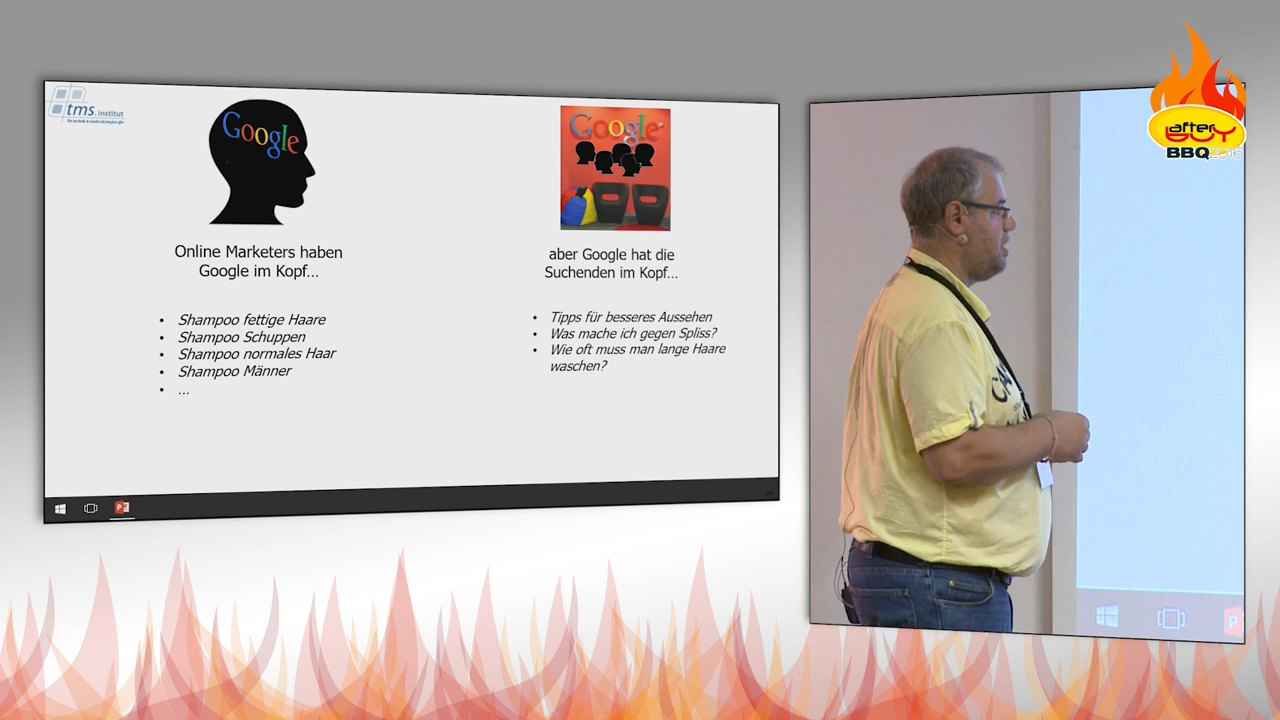 tms.institut
Google
Google
Online Marketers haben
Google im Kopf...
aber Google hat die
Suchenden im Kopf...
• Shampoo fettige Haare
• Shampoo Schuppen
• Shampoo normales Haar
• Shampoo Männer
• ...
• Tipps für besseres Aussehen
• Was mache ich gegen Spliss?
• Wie oft muss man lange Haare
waschen?
P
after
BUY
BBQ2016
CA
P